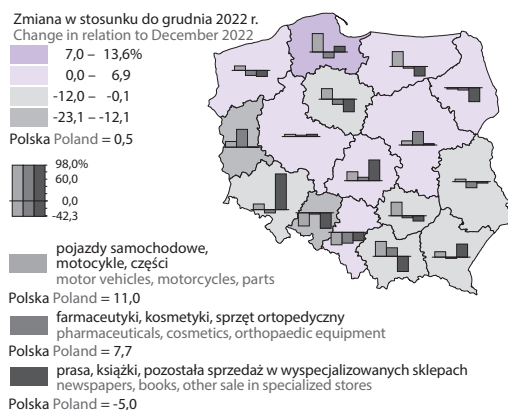 Zmiana w stosunku do grudnia 2022 r.
Change in relation to December 2022
7,0 – 13,6%
0,0 – 6,9
-12,0 – -0,1
-23,1 – -12,1
Polska Poland = 0,5
98,0%
60,0
0,0
-42,3
pojazdy samochodowe,
motocykle, części
motor vehicles, motorcycles, parts
Polska Poland = 11,0
farmaceutyki, kosmetyki, sprzęt ortopedyczny
pharmaceuticals, cosmetics, orthopaedic equipment
Polska Poland = 7,7
prasa, książki, pozostała sprzedaż w wyspecjalizowanych sklepach
newspapers, books, other sale in specialized stores
Polska Poland = -5,0